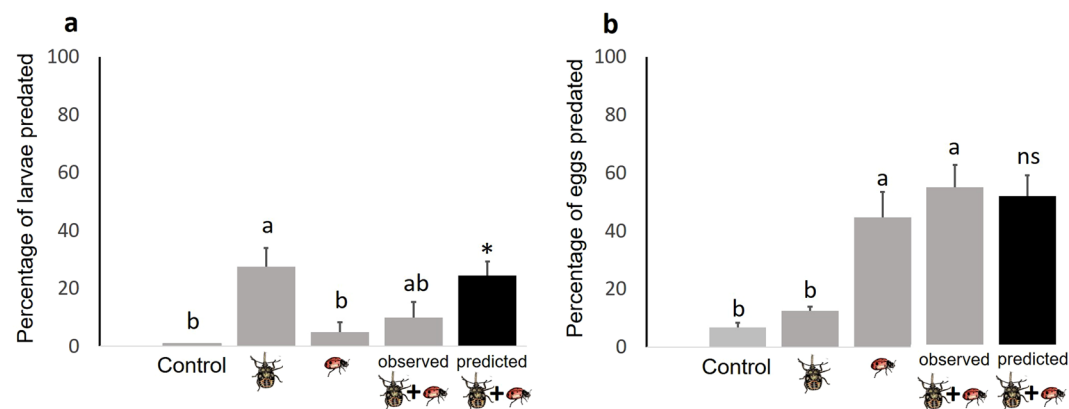 a
Percentage of larvae predated
100
80
60
40
20
0
b
a
b
ab
*
Control
observed
predicted
+
+
b
Percentage of eggs predated
100
80
60
40
20
0
b
b
a
a
ns
Control
observed
predicted
+
+